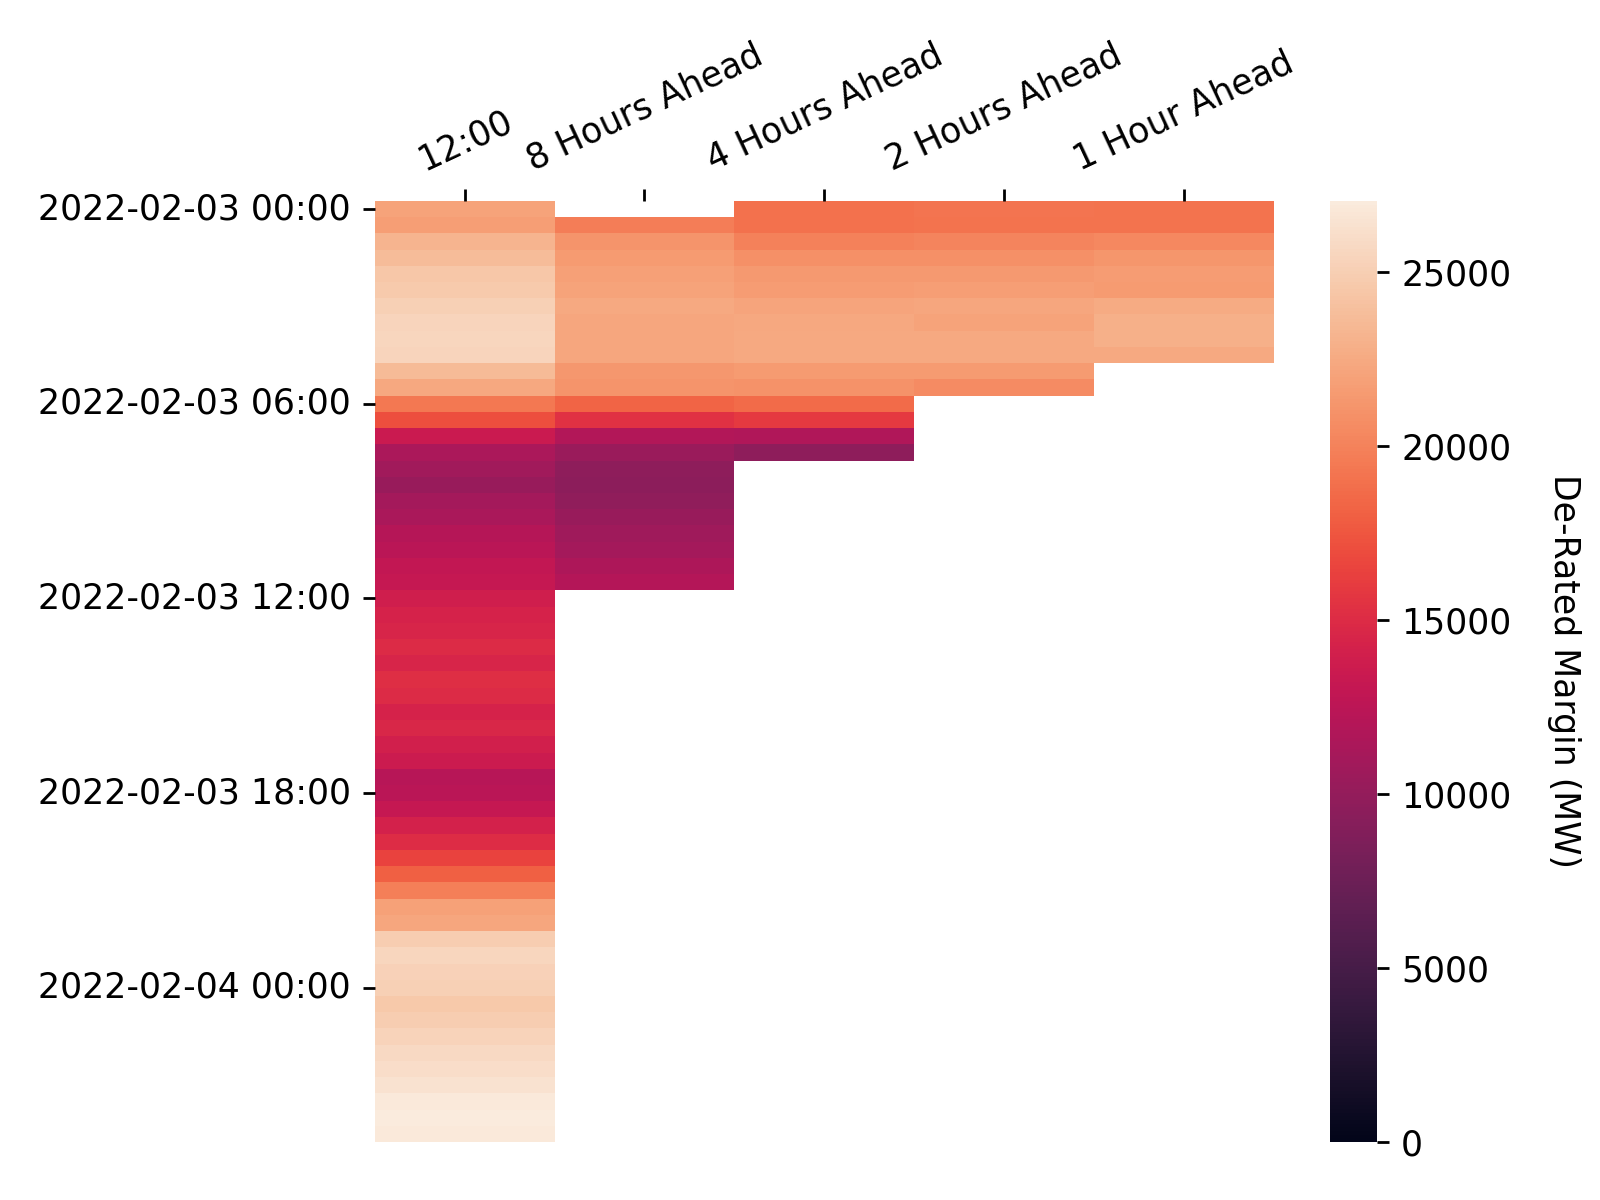 12:00
8 Hours Ahead
4 Hours Ahead
2 Hours Ahead
1 Hour Ahead
2022-02-03 00:00
2022-02-03 06:00
2022-02-03 12:00
2022-02-03 18:00
2022-02-04 00:00
25000
20000
15000
10000
5000
0
De-Rated Margin (MW)